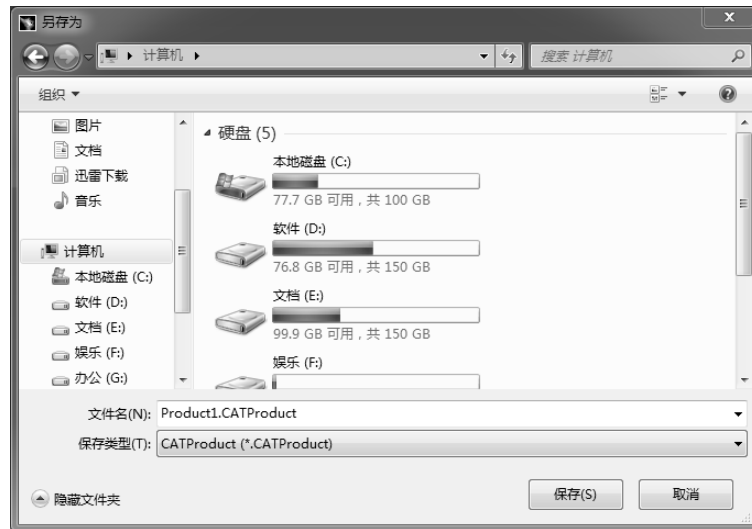 另存为
计算机
搜索 计算机
组织
图片
文档
迅雷下载
音乐
计算机
本地磁盘 (C:)
软件 (D:)
文档 (E:)
娱乐 (F:)
办公 (G:)
硬盘 (5)
本地磁盘 (C:)
77.7 GB 可用，共 100 GB
软件 (D:)
76.8 GB 可用，共 150 GB
文档 (E:)
99.9 GB 可用，共 150 GB
娱乐 (F:)
文件名(N): Product1.CATProduct
保存类型(T): CATProduct (*.CATProduct)
隐藏文件夹
保存(S)
取消